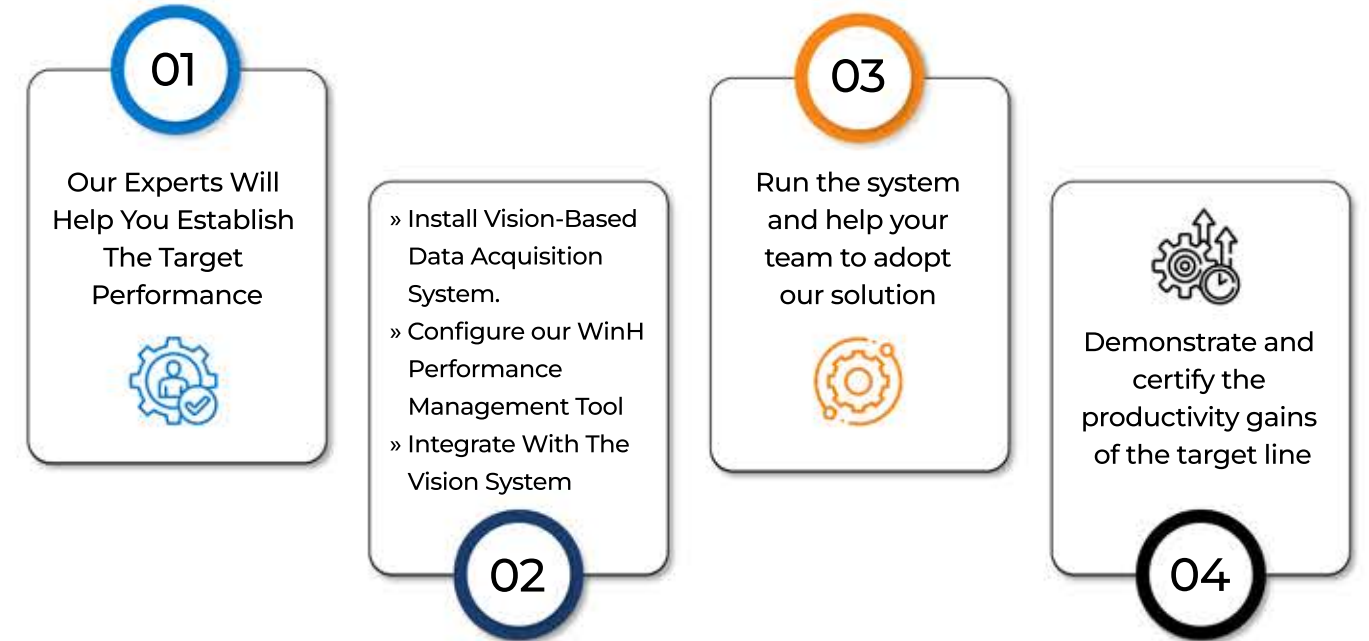 01
Our Experts Will
Help You Establish
The Target
Performance
» Install Vision-Based
Data Acquisition
System.
» Configure our WinH
Performance
Management Tool
» Integrate With The
Vision System
02
03
Run the system
and help your
team to adopt
our solution
Demonstrate and
certify the
productivity gains
of the target line
04